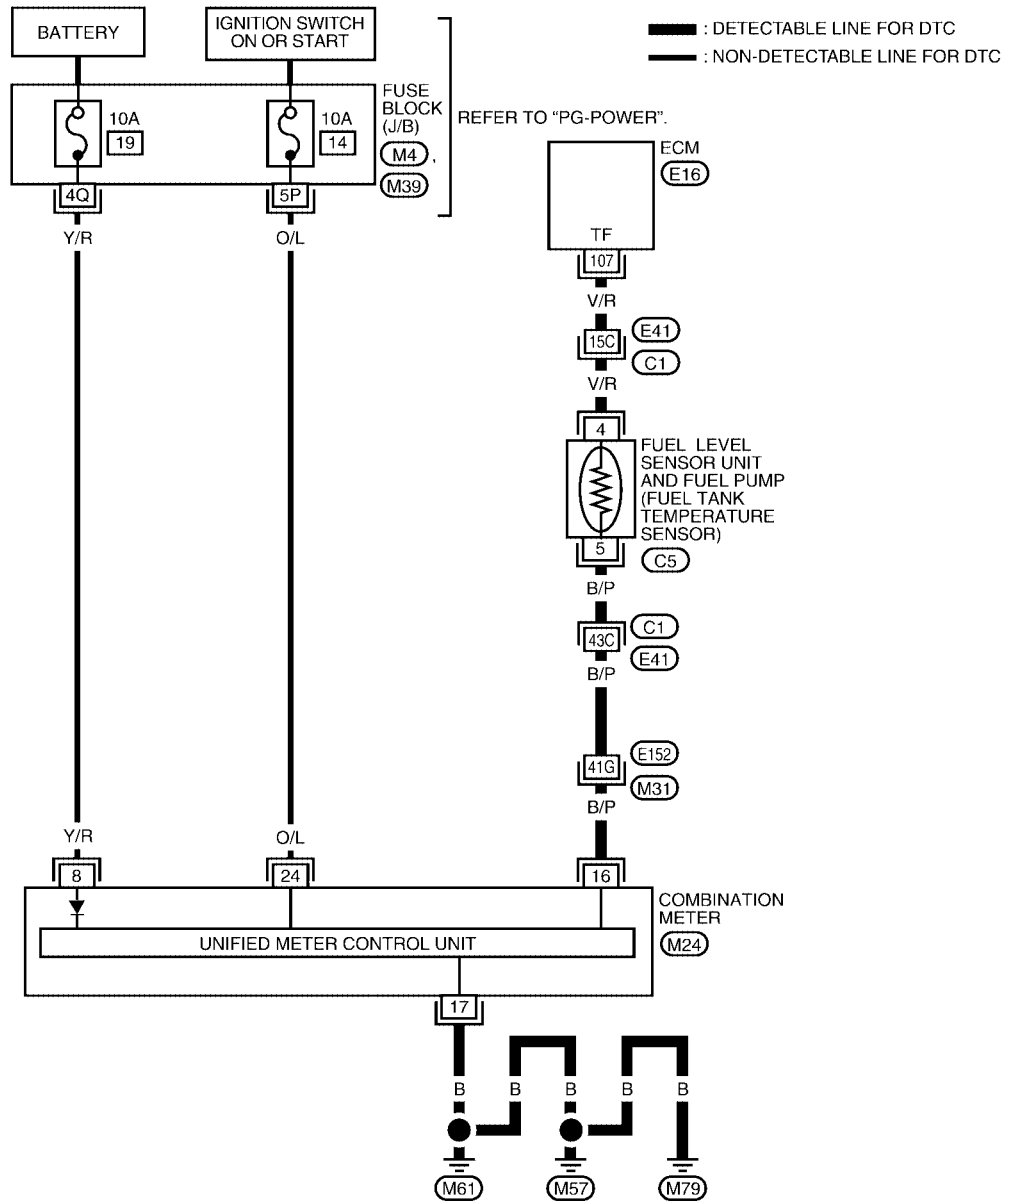 BATTERY
IGNITION SWITCH
ON OR START
: DETECTABLE LINE FOR DTC
: NON-DETECTABLE LINE FOR DTC
10A
19
10A
14
FUSE
BLOCK
(J/B)
M4 ,
M39
REFER TO "PG-POWER".
4Q
5P
Y/R
O/L
ECM
E16
TF
107
V/R
15C
E41
C1
V/R
4
FUEL LEVEL
SENSOR UNIT
AND FUEL PUMP
(FUEL TANK
TEMPERATURE
SENSOR)
5
C5
B/P
43C
C1
E41
B/P
41G
E152
M31
B/P
Y/R
O/L
8
24
16
COMBINATION
METER
M24
UNIFIED METER CONTROL UNIT
17
B
B
B
B
B
M61
M57
M79